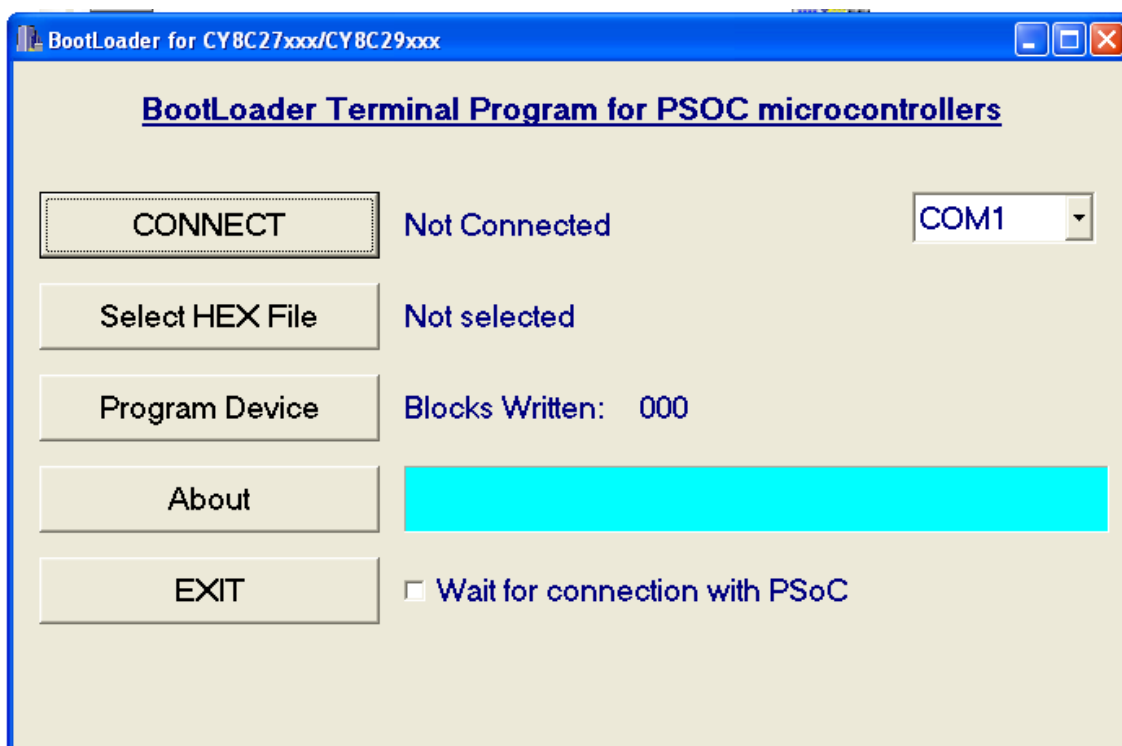 BootLoader for CY8C27xxx/CY8C29xxx
BootLoader Terminal Program for PSOC microcontrollers
CONNECT Not Connected COM1
Select HEX File Not selected
Program Device Blocks Written: 000
About
EXIT Wait for connection with PSoC